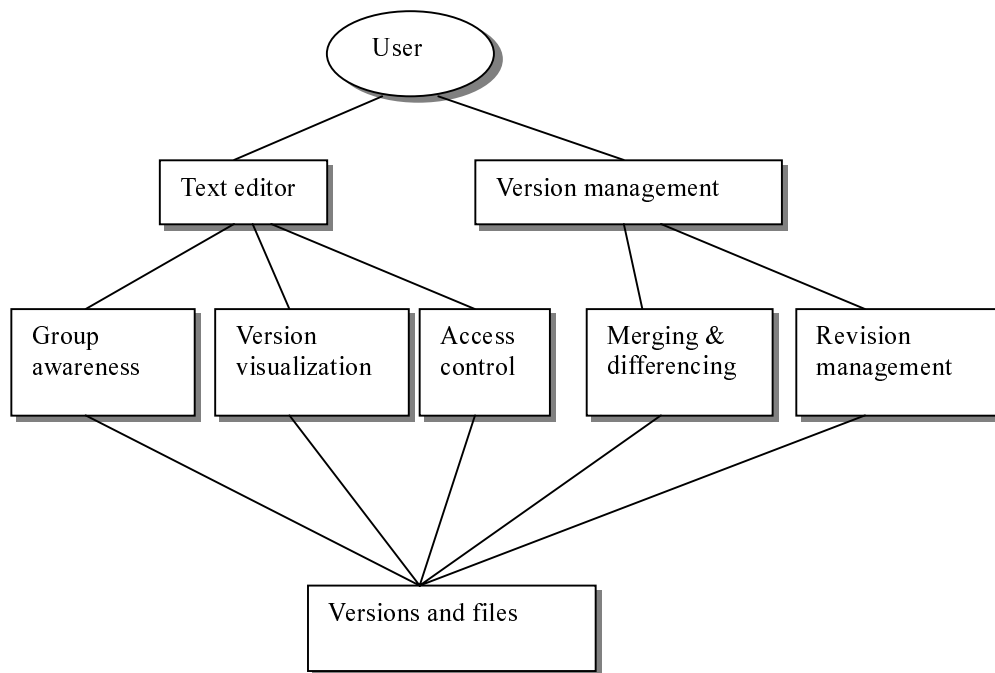 User
Text editor
Version management
Group
awareness
Version
visualization
Access
control
Merging &
differencing
Revision
management
Versions and files